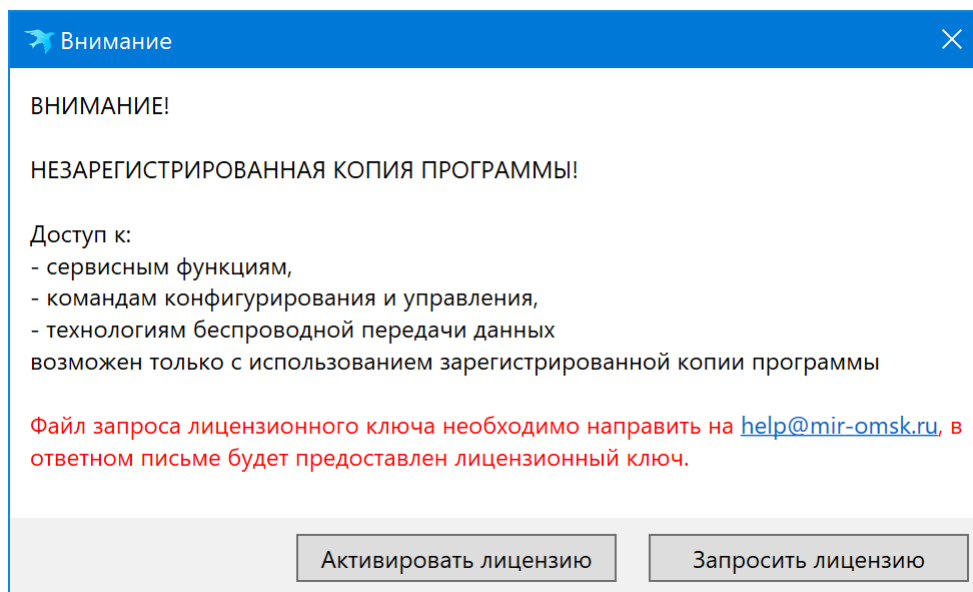 Внимание
ВНИМАНИЕ!
НЕЗАРЕГИСТРИРОВАННАЯ КОПИЯ ПРОГРАММЫ!
Доступ к:
- сервисным функциям,
- командам конфигурирования и управления,
- технологиям беспроводной передачи данных
возможен только с использованием зарегистрированной копии программы
Файл запроса лицензионного ключа необходимо направить на help@mir-omsk.ru, в
ответном письме будет предоставлен лицензионный ключ.
Активировать лицензию
Запросить лицензию